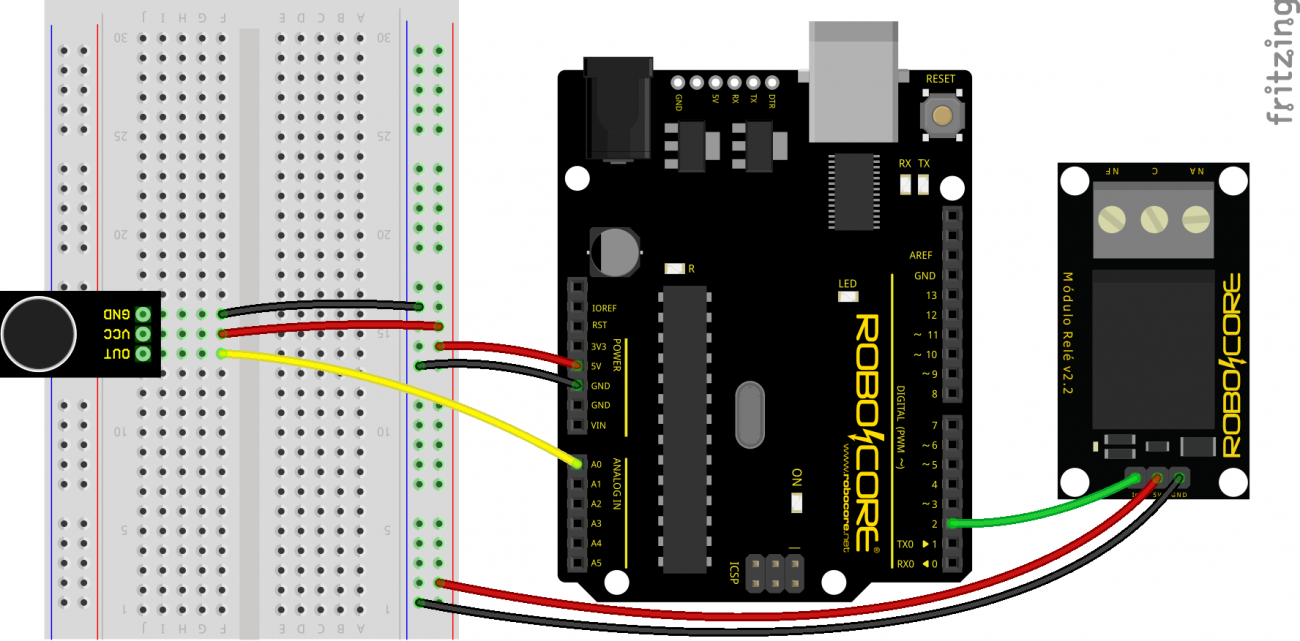 J I H G F E D C B A
30 30
25 25
20 20
15
10 10
5 5
1 1
J I H G F E D C B A
GND
VCC
OUT
GND 5V RX TX DTR
RESET
RX TX
R
IOREF
RST
3V3
5V
GND
GND
VIN
POWER
A0
A1
A2
A3
A4
A5
ANALOG IN
LED
AREF
GND
13
12
~ 11
~ 10
~ 9
8
7
~ 6
~ 5
4
~ 3
2
TX0 ▶ 1
RX0 ◀ 0
DIGITAL (PWM ~)
ROBOCORE®
www.robocore.net
ON
ICSP
NF C NA
Módulo Relé v2.2
ROBOCORE
GND
fritzing